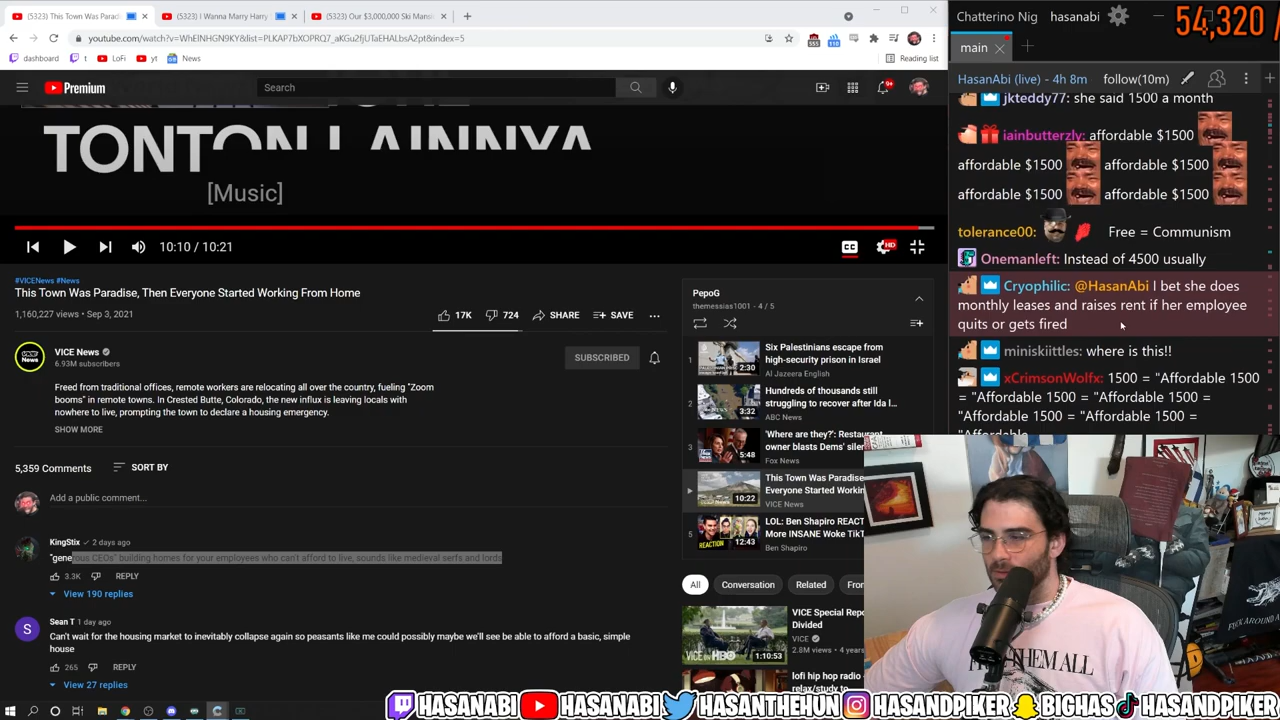 (5323) This Town Was Parad
(5323) I Wanna Marry Harry
(5323) Our $3,000,000 Ski Mans
youtube.com/watch?v=WhElNHGN9KY&list=PLKAP7bXOPRQ7_aKGu2fjUTaEHALbsA2pt&index=5
dashboard
t
LoFi
yt
News
Reading list
Premium
Search
9+
TONTON LAINNYA
[Music]
10:10 / 10:21
CC
HD
#VICENews #News
This Town Was Paradise, Then Everyone Started Working From Home
1,160,227 views • Sep 3, 2021
17K
724
SHARE
SAVE
VICE News
6.93M subscribers
SUBSCRIBED
Freed from traditional offices, remote workers are relocating all over the country, fueling "Zoom
booms" in remote towns. In Crested Butte, Colorado, the new influx is leaving locals with
nowhere to live, prompting the town to declare a housing emergency.
SHOW MORE
5,359 Comments
SORT BY
Add a public comment...
KingStix
2 days ago
"generous CEOs" building homes for your employees who can't afford to live, sounds like medieval serfs and lords
3.3K
REPLY
View 190 replies
S
Sean T 1 day ago
Can't wait for the housing market to inevitably collapse again so peasants like me could possibly maybe we'll see be able to afford a basic, simple
house
265
REPLY
View 27 replies
PepoG
themessias1001 - 4 / 5
1
Six Palestinians escape from
high-security prison in Israel
Al Jazeera English
2:30
2
Hundreds of thousands still
struggling to recover after Ida l...
ABC News
3:32
3
'Where are they?': Restaurant
owner blasts Dems' siler
Fox News
5:48
This Town Was Paradise
Everyone Started Workin
VICE News
10:22
5
LOL: Ben Shapiro REACT
More INSANE Woke TikT
Ben Shapiro
REACTION
12:43
All
Conversation
Related
Fror
VICE Special Repo
Divided
VICE
2.8M views • 4 years
1:10:53
lofi hip hop radio -
relax/study to
Chatterino Nig
hasanabi
54,320 /
main
HasanAbi (live) - 4h 8m
follow(10m)
jkteddy77: she said 1500 a month
iainbutterzly: affordable $1500
affordable $1500 affordable $1500
affordable $1500 affordable $1500
tolerance00: Free = Communism
Onemanleft: Instead of 4500 usually
Cryophilic: @HasanAbi I bet she does
monthly leases and raises rent if her employee
quits or gets fired
miniskiittles: where is this!!
xCrimsonWolfx: 1500 = "Affordable 1500
= "Affordable 1500 = "Affordable 1500 =
"Affordable 1500 = "Affordable 1500 =
"Affordable
HASANABI
HASANABI
HASANTHEHUN
HASANDPIKER
BIGHAS
HASANDPIKER